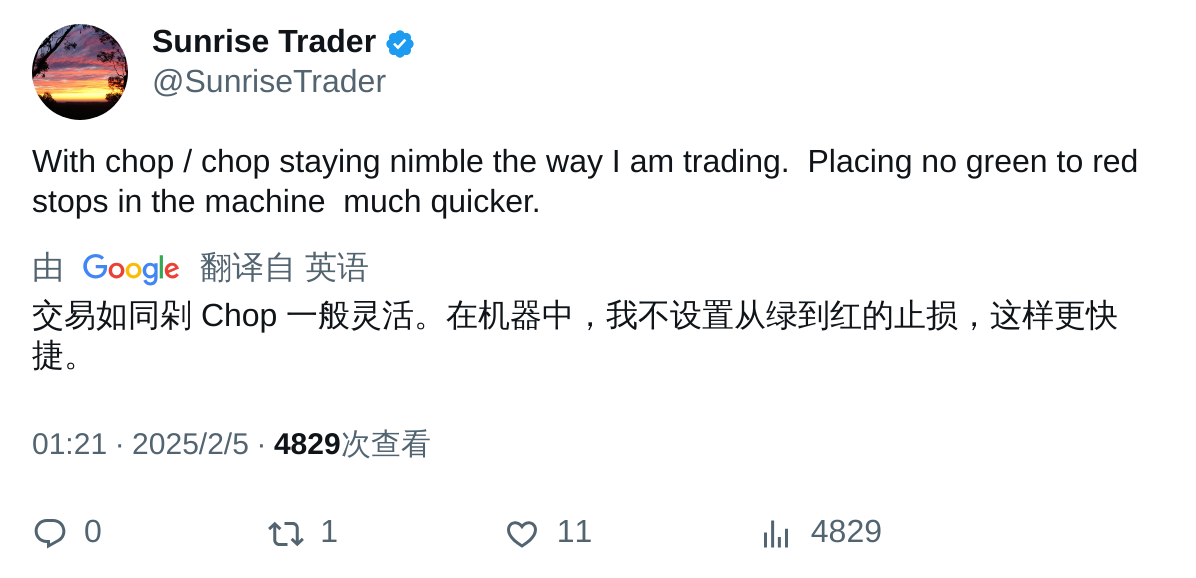 Sunrise Trader
@SunriseTrader
With chop / chop staying nimble the way I am trading.  Placing no green to red
stops in the machine  much quicker.
由 Google 翻译自 英语
交易如同剁 Chop 一般灵活。在机器中，我不设置从绿到红的止损，这样更快
捷。
01:21 · 2025/2/5 · 4829次查看
0 1 11 4829